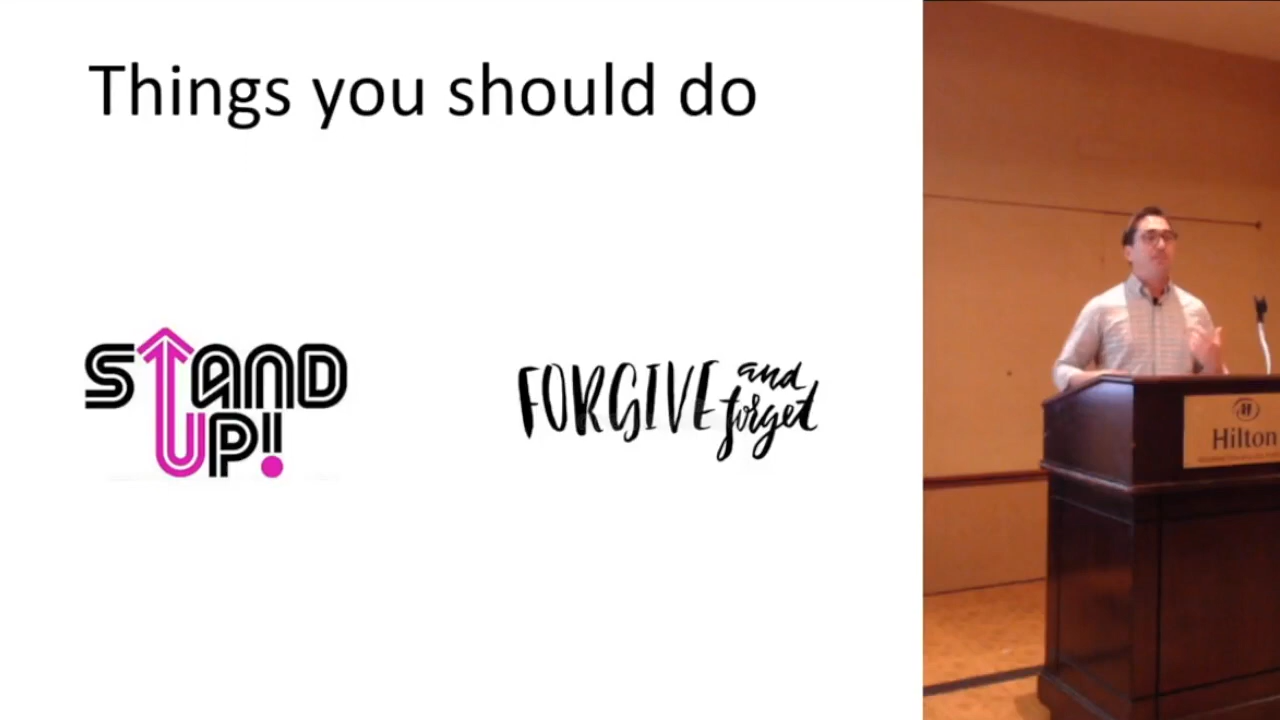 Things you should do
STAND
UP!
FORGIVE and
forget
Hilton